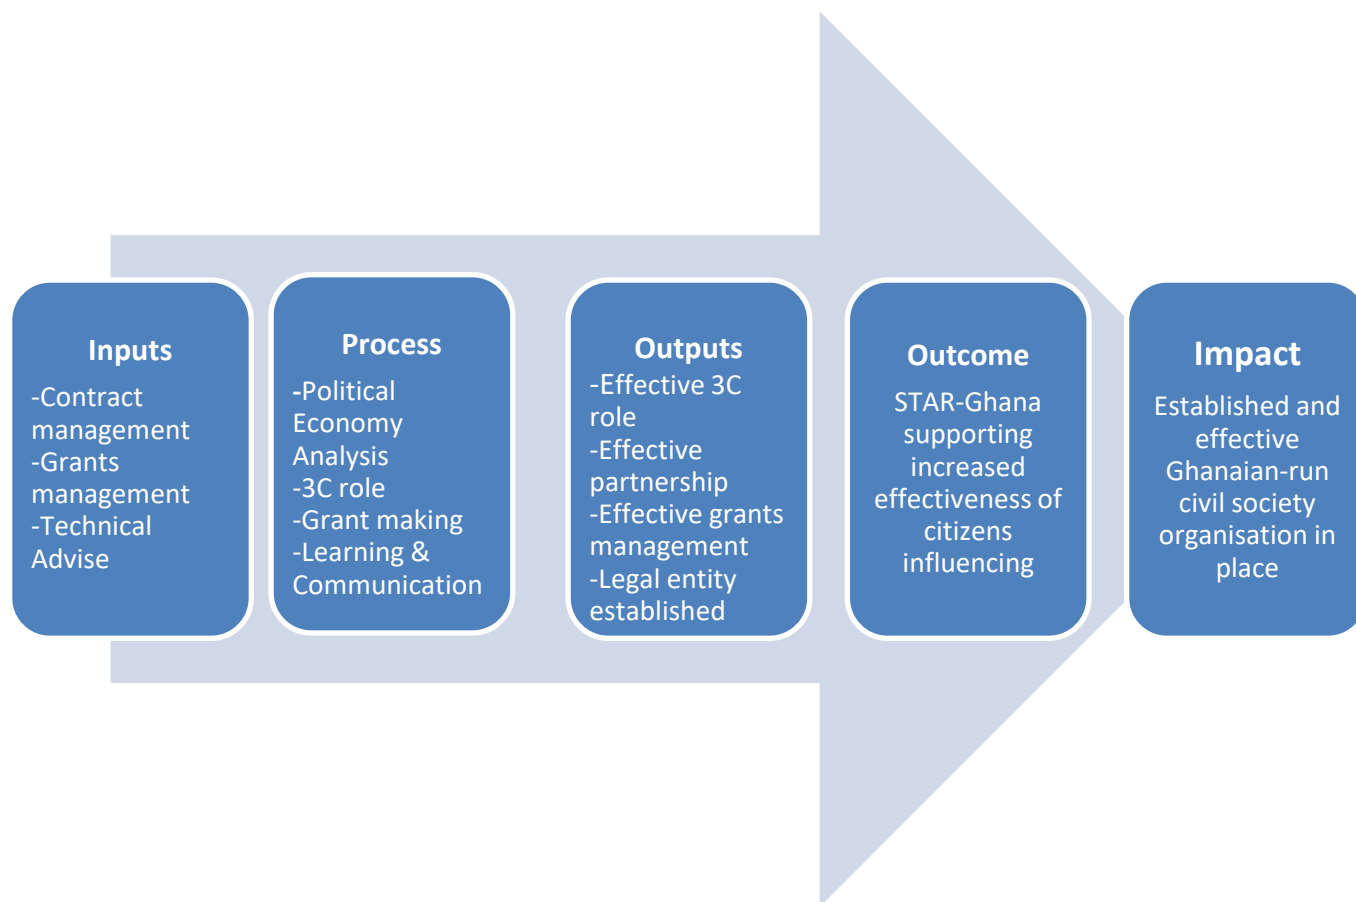 Inputs
-Contract
management
-Grants
management
-Technical
Advise
Process
-Political
Economy
Analysis
-3C role
-Grant making
-Learning &
Communication
Outputs
-Effective 3C
role
-Effective
partnership
-Effective grants
management
-Legal entity
established
Outcome
STAR-Ghana
supporting
increased
effectiveness of
citizens
influencing
Impact
Established and
effective
Ghanaian-run
civil society
organisation in
place